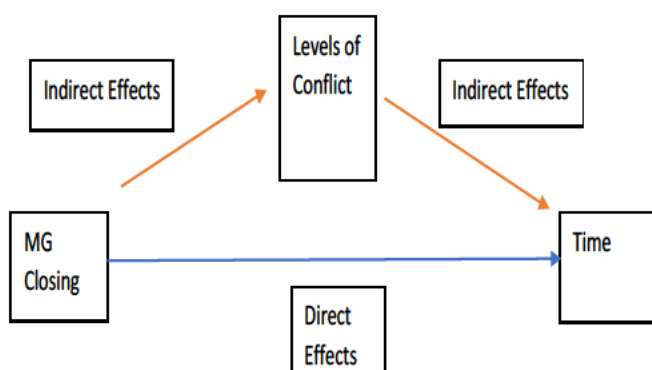 Levels of
Conflict
Indirect Effects
Indirect Effects
MG
Closing
Time
Direct
Effects